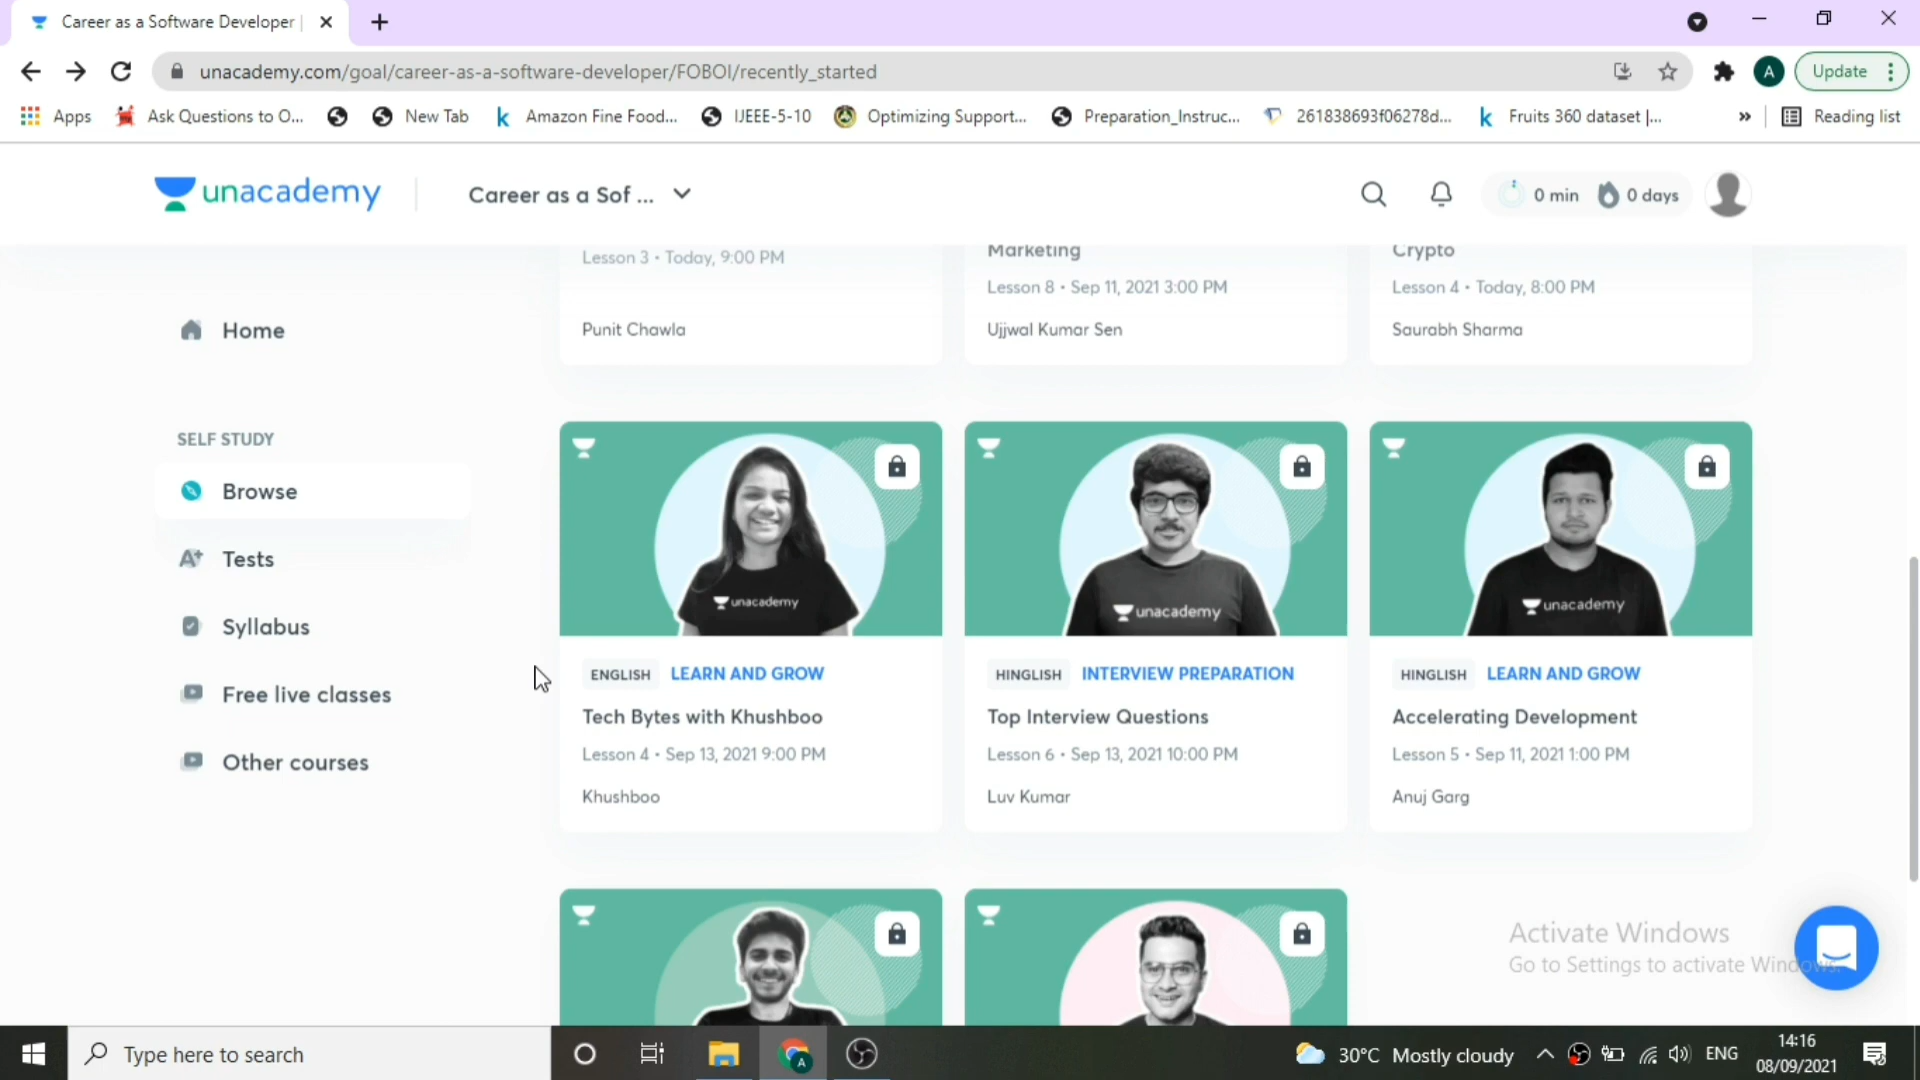 Career as a Software Developer |
unacademy.com/goal/career-as-a-software-developer/FOBOI/recently_started
A
Update
Apps
Ask Questions to O...
New Tab
Amazon Fine Food...
IJEEE-5-10
Optimizing Support...
Preparation_Instruc...
261838693f06278d...
Fruits 360 dataset |...
»
Reading list
unacademy
Career as a Sof ...
0 min
0 days
Home
SELF STUDY
Browse
Tests
Syllabus
Free live classes
Other courses
Lesson 3 • Today, 9:00 PM
Punit Chawla
Marketing
Lesson 8 • Sep 11, 2021 3:00 PM
Ujjwal Kumar Sen
Crypto
Lesson 4 • Today, 8:00 PM
Saurabh Sharma
unacademy
ENGLISH LEARN AND GROW
Tech Bytes with Khushboo
Lesson 4 • Sep 13, 2021 9:00 PM
Khushboo
unacademy
HINGLISH INTERVIEW PREPARATION
Top Interview Questions
Lesson 6 • Sep 13, 2021 10:00 PM
Luv Kumar
unacademy
HINGLISH LEARN AND GROW
Accelerating Development
Lesson 5 • Sep 11, 2021 1:00 PM
Anuj Garg
Activate Windows
Go to Settings to activate Windows.
Type here to search
A
30°C Mostly cloudy
ENG
14:16
08/09/2021